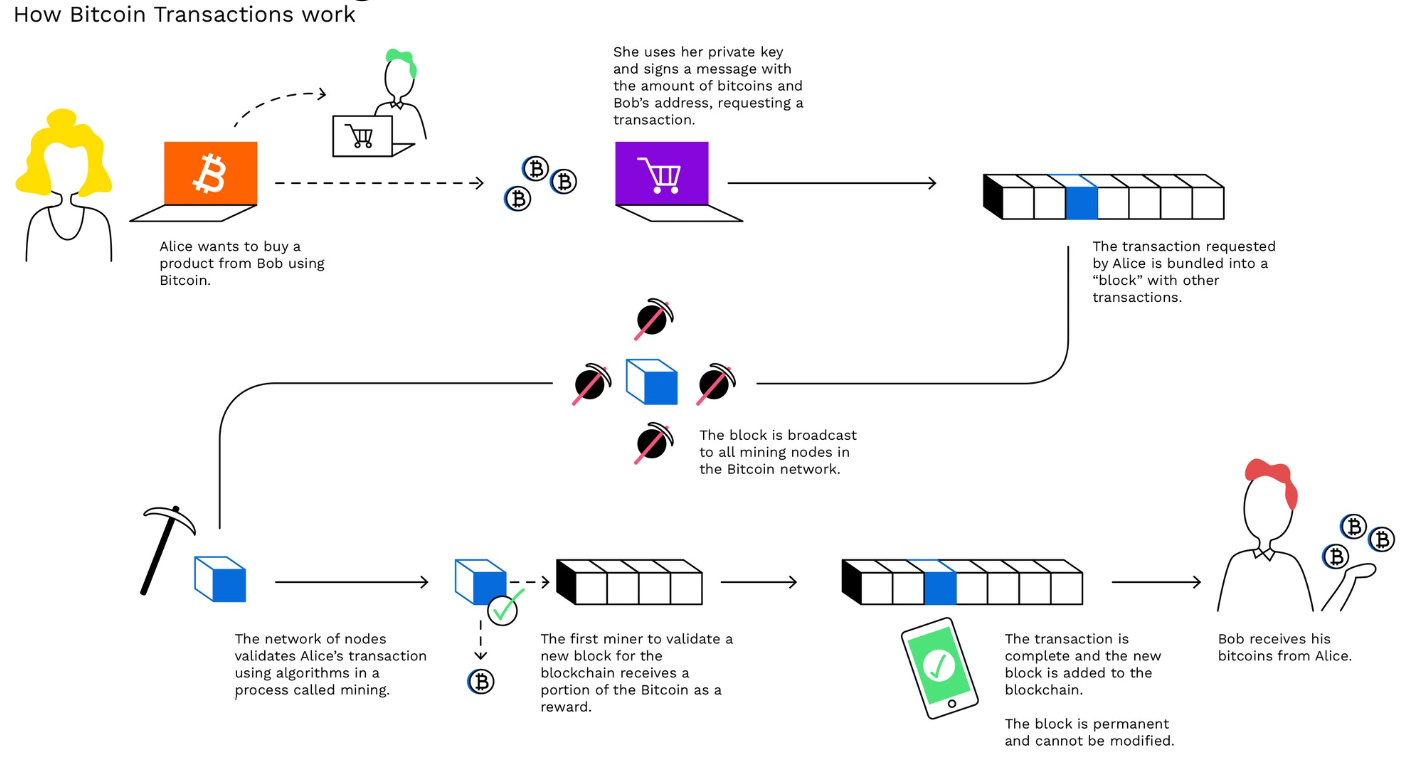 How Bitcoin Transactions work
She uses her private key
and signs a message with
the amount of bitcoins and
Bob's address, requesting a
transaction.
Alice wants to buy a
product from Bob using
Bitcoin.
The transaction requested
by Alice is bundled into a
“block” with other
transactions.
The block is broadcast
to all mining nodes in
the Bitcoin network.
The network of nodes
validates Alice's transaction
using algorithms in a
process called mining.
The first miner to validate a
new block for the
blockchain receives a
portion of the Bitcoin as a
reward.
The transaction is
complete and the new
block is added to the
blockchain.
The block is permanent
and cannot be modified.
Bob receives his
bitcoins from Alice.